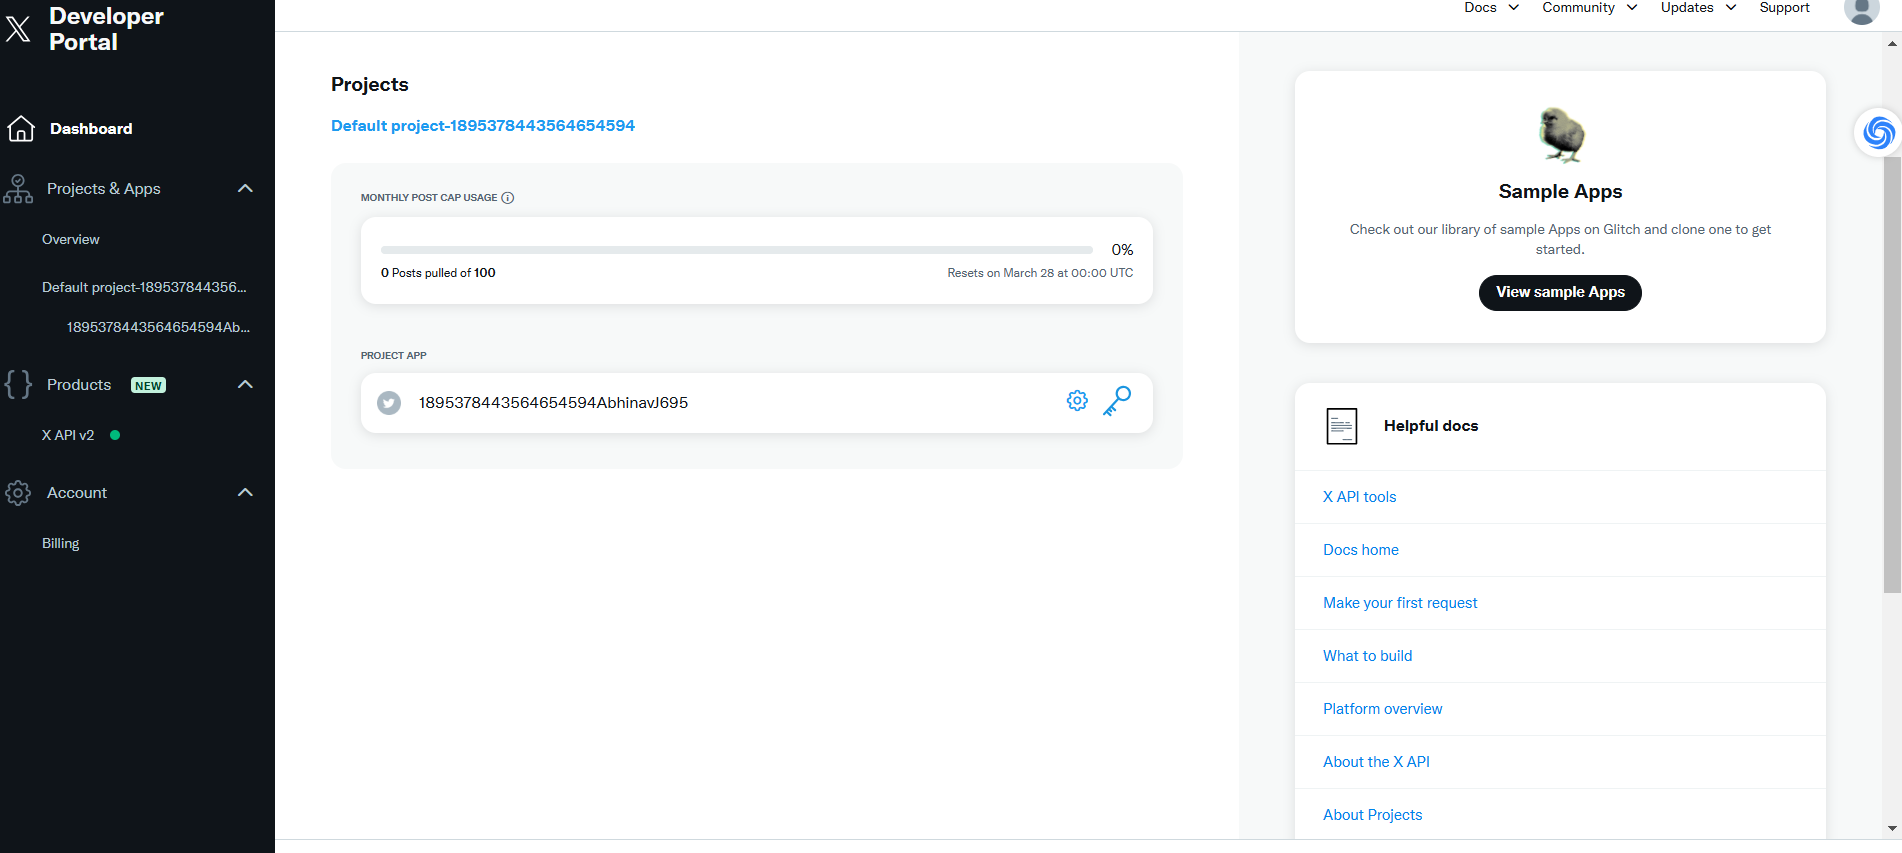 Developer
Portal
Docs
Community
Updates
Support
Dashboard
Projects & Apps
Overview
Default project-189537844356...
1895378443564654594Ab...
Products NEW
X API v2
Account
Billing
Projects
Default project-1895378443564654594
MONTHLY POST CAP USAGE
0%
0 Posts pulled of 100
Resets on March 28 at 00:00 UTC
PROJECT APP
1895378443564654594AbhinavJ695
Sample Apps
Check out our library of sample Apps on Glitch and clone one to get
started.
View sample Apps
Helpful docs
X API tools
Docs home
Make your first request
What to build
Platform overview
About the X API
About Projects